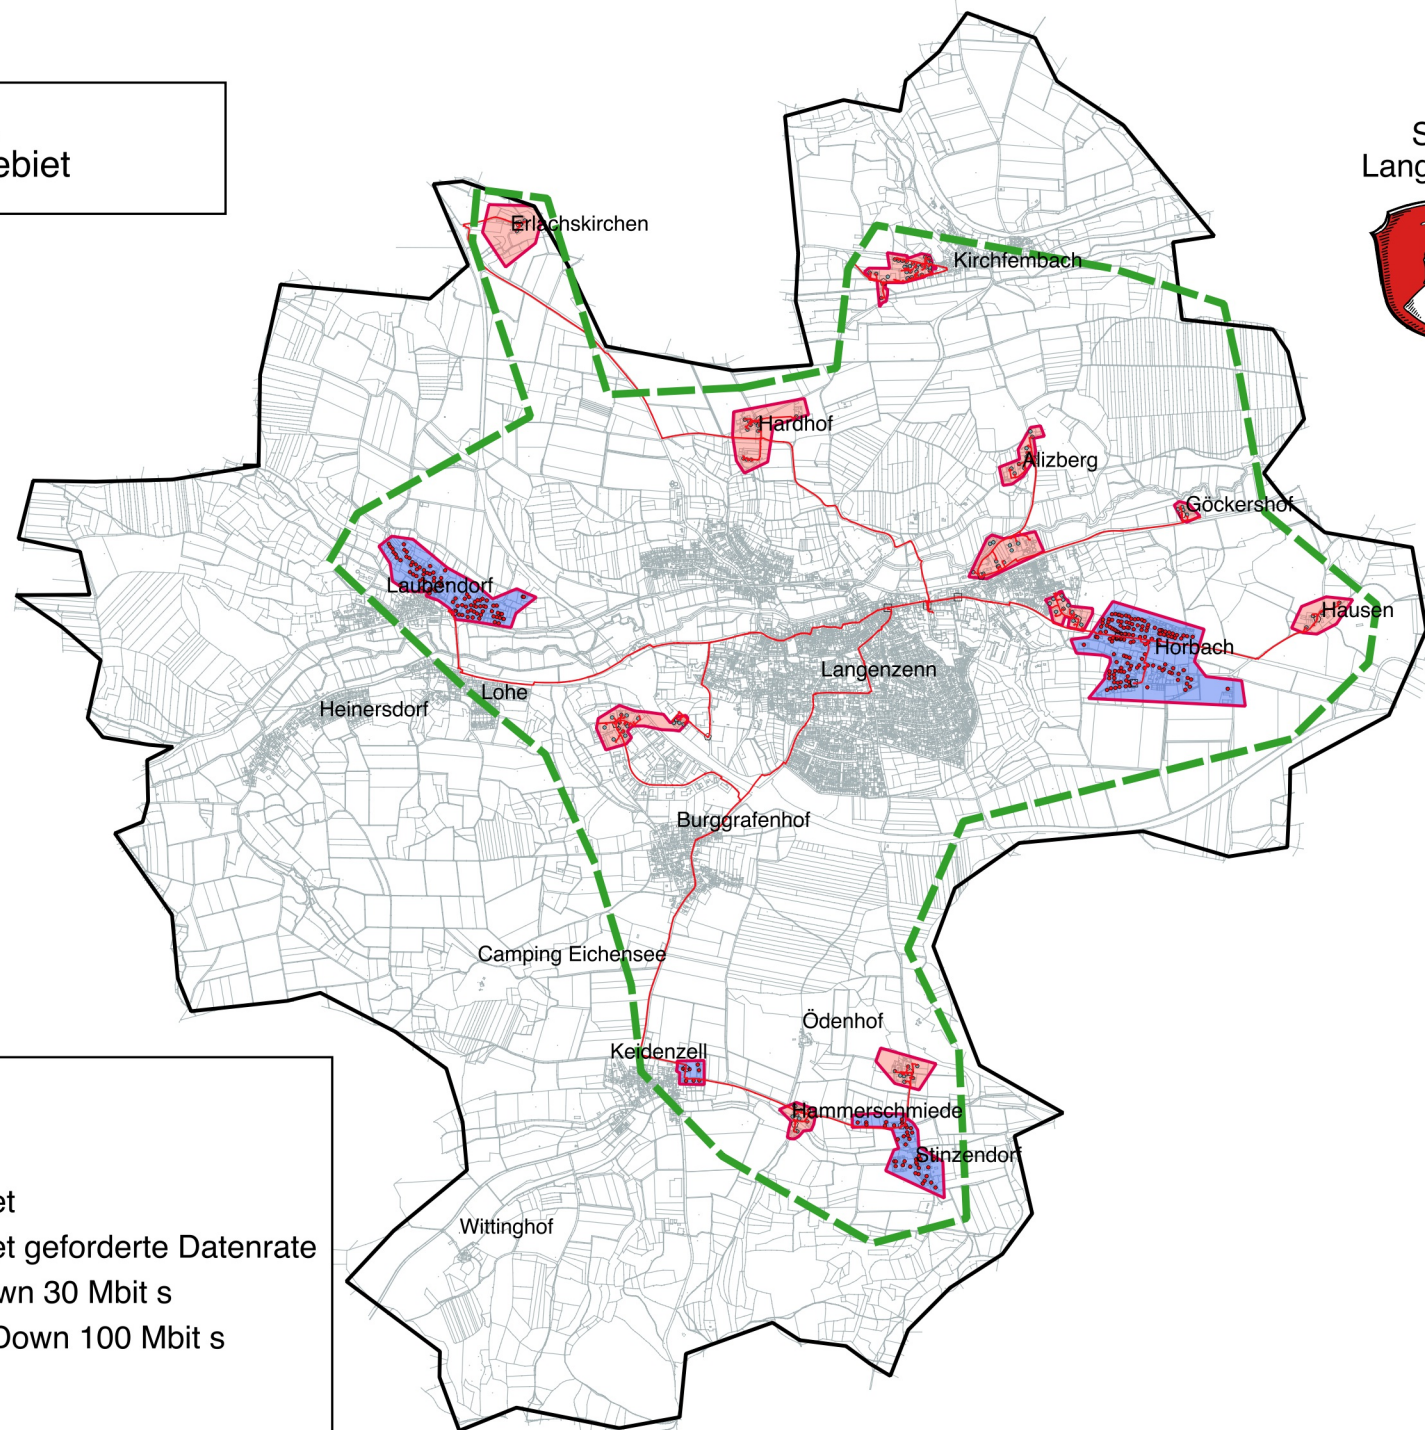 ebiet
S
Lang
Erlachskirchen
Kirchfembach
Hardhof
Alizberg
Göckershof
Laubendorf
Hausen
Horbach
Langenzenn
Lohe
Heinersdorf
Burggrafenhof
Camping Eichensee
Ödenhof
Keidenzell
Hammerschmiede
Stinzendorf
Wittinghof
et
et geforderte Datenrate
wn 30 Mbit s
Down 100 Mbit s